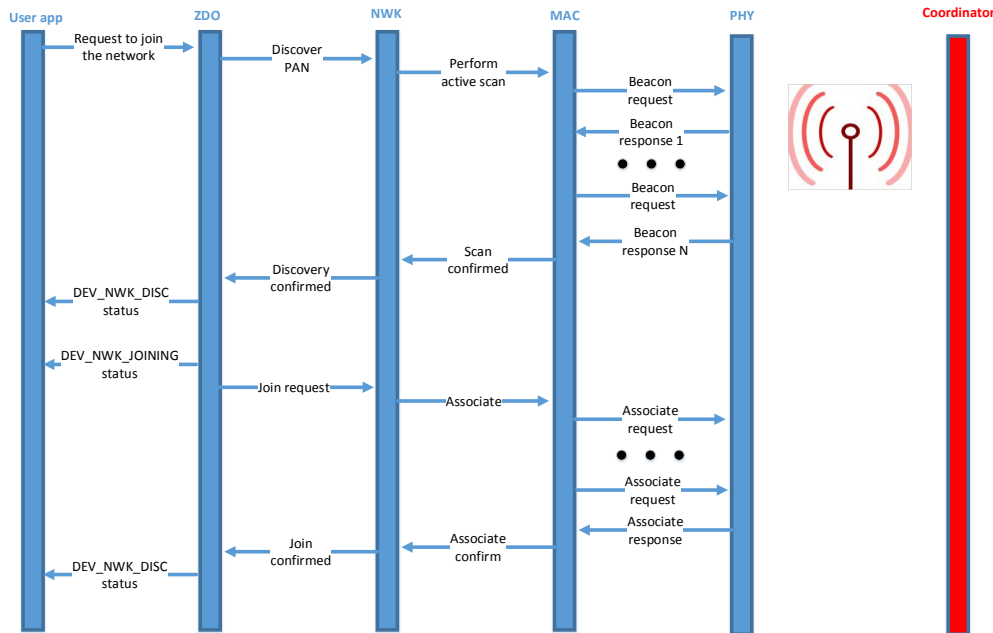 User app
ZDO
NWK
MAC
PHY
Coordinator
Request to join
the network
Discover
PAN
Perform
active scan
Beacon
request
Beacon
response 1
Beacon
request
Beacon
response N
Scan
confirmed
Discovery
confirmed
DEV_NWK_DISC
status
DEV_NWK_JOINING
status
Join request
Associate
Associate
request
Associate
request
Associate
response
Associate
confirm
Join
confirmed
DEV_NWK_DISC
status